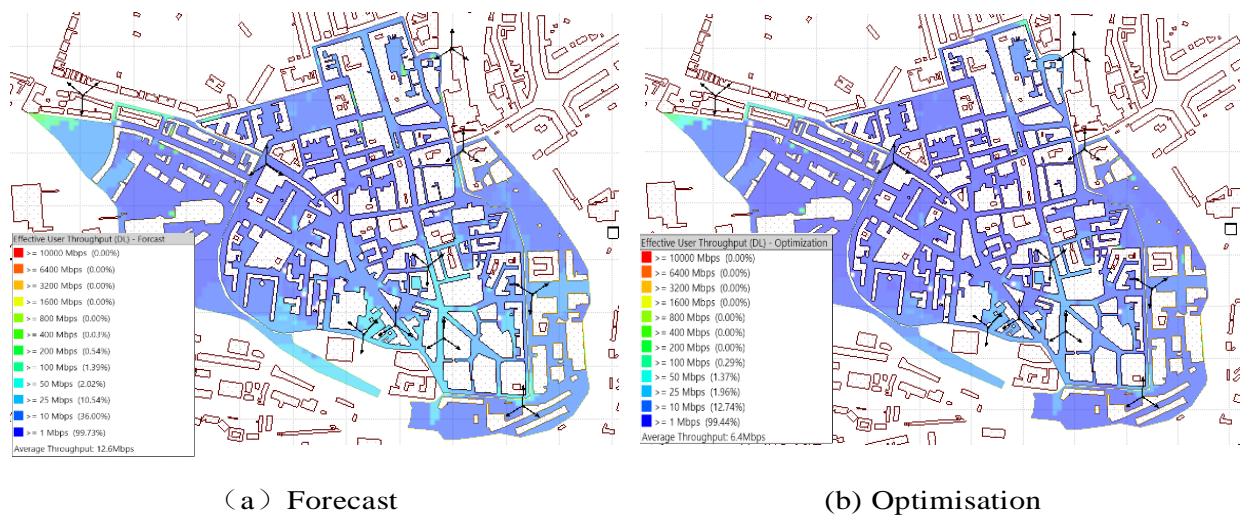 Effective User Throughput (DL) - Forcast
>= 10000 Mbps (0.00%)
>= 6400 Mbps (0.00%)
>= 3200 Mbps (0.00%)
>= 1600 Mbps (0.00%)
>= 800 Mbps (0.00%)
>= 400 Mbps (0.03%)
>= 200 Mbps (0.54%)
>= 100 Mbps (1.39%)
>= 50 Mbps (2.02%)
>= 25 Mbps (10.54%)
>= 10 Mbps (36.00%)
>= 1 Mbps (99.73%)
Average Throughput: 12.6Mbps
Effective User Throughput (DL) - Optimization
>= 10000 Mbps (0.00%)
>= 6400 Mbps (0.00%)
>= 3200 Mbps (0.00%)
>= 1600 Mbps (0.00%)
>= 800 Mbps (0.00%)
>= 400 Mbps (0.00%)
>= 200 Mbps (0.00%)
>= 100 Mbps (0.29%)
>= 50 Mbps (1.37%)
>= 25 Mbps (1.96%)
>= 10 Mbps (12.74%)
>= 1 Mbps (99.44%)
Average Throughput: 6.4Mbps
（a）Forecast
(b) Optimisation